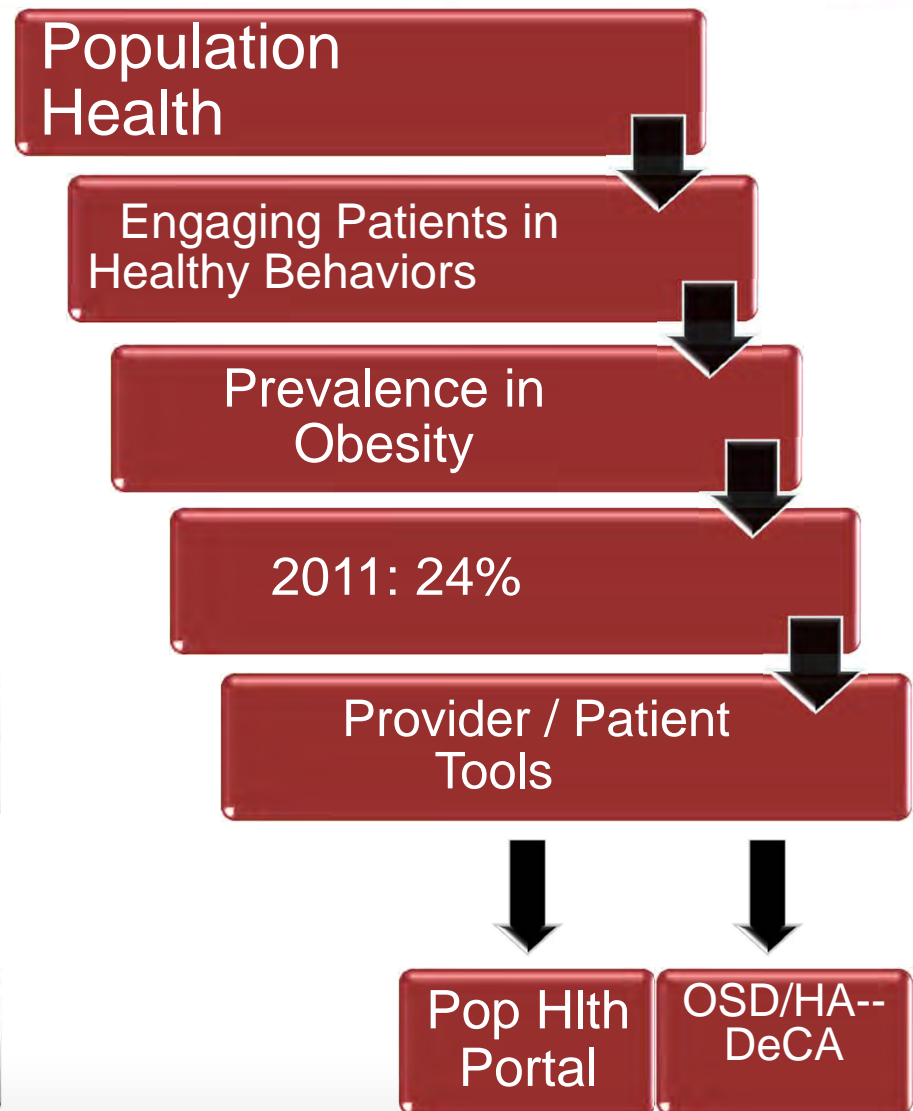 Population
Health
Engaging Patients in
Healthy Behaviors
Prevalence in
Obesity
2011: 24%
Provider / Patient
Tools
Pop Hlth
Portal
OSD/HA--
DeCA